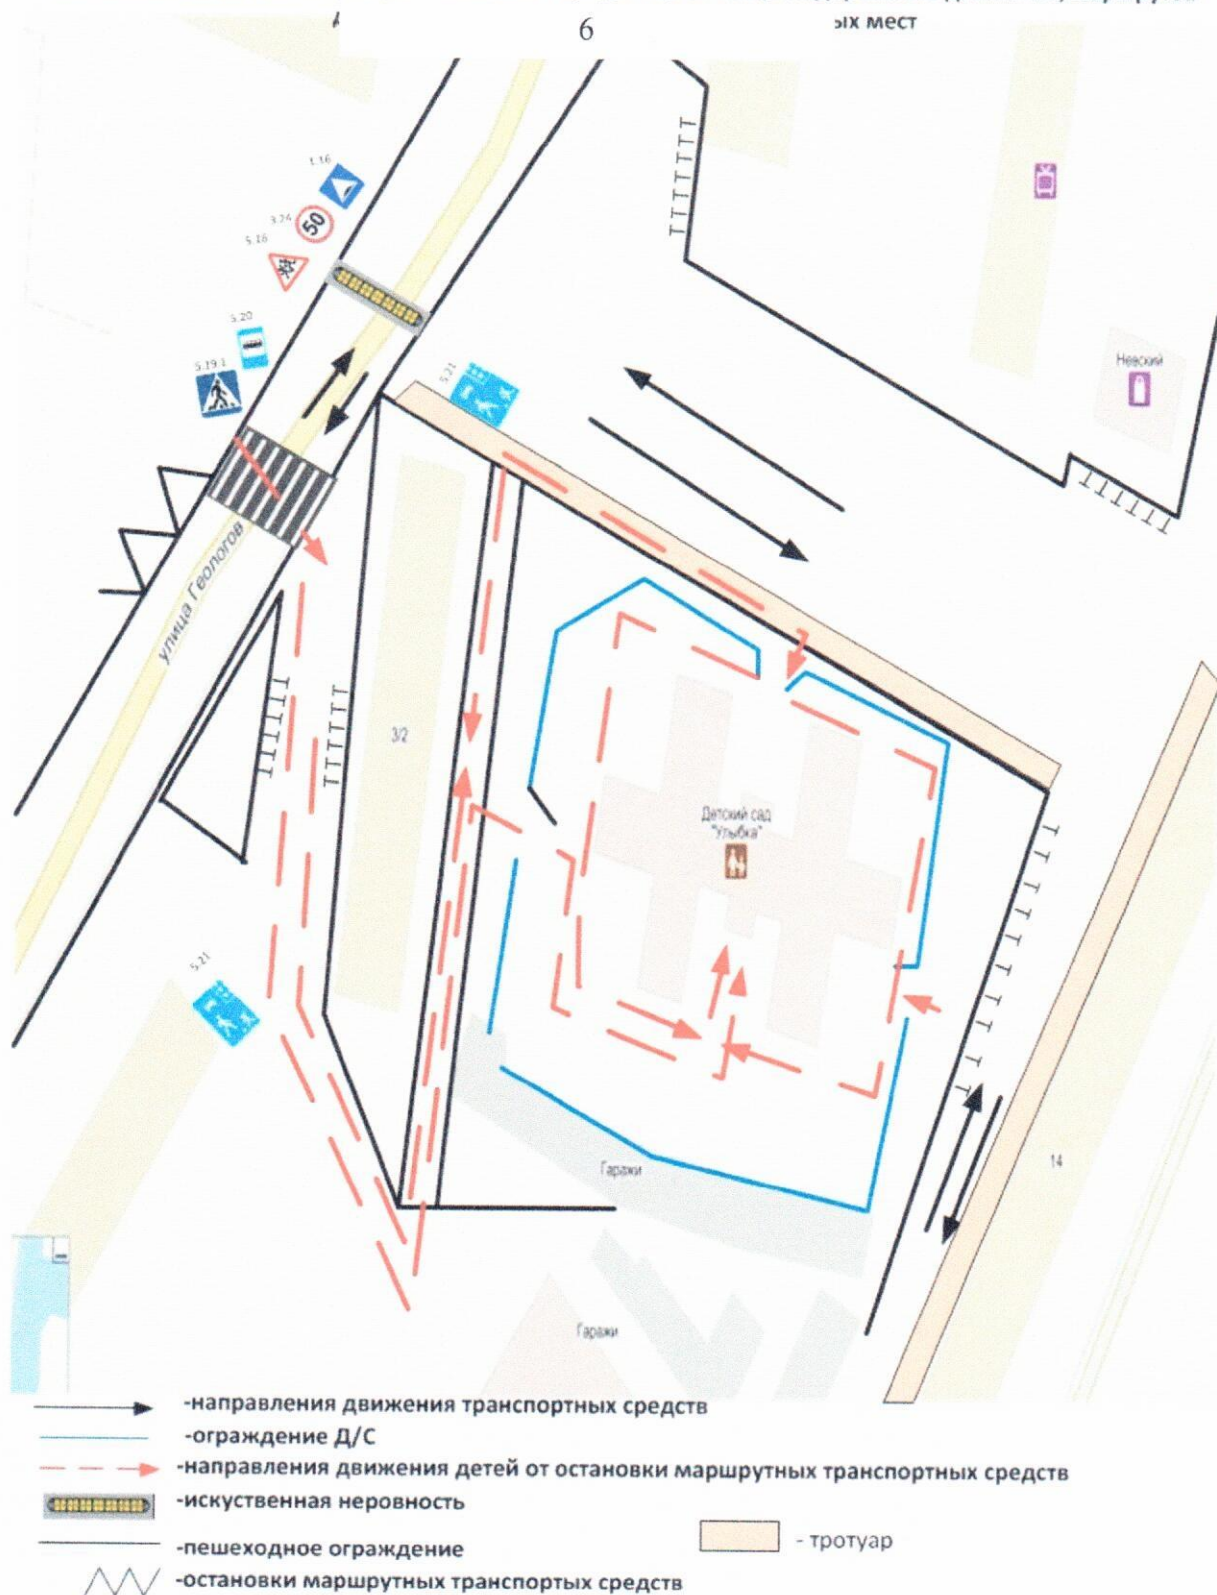 6
ых мест
1.16
3.24
50
5.16
5.20
5.19.1
5.21
Невский
улица Геологов
3/2
Детский сад
"Улыбка"
5.21
14
Гаражи
Гаражи
-направления движения транспортных средств
-ограждение Д/С
-направления движения детей от остановки маршрутных транспортных средств
-искуственная неровность
-пешеходное ограждение
- тротуар
-остановки маршрутных транспортых средств